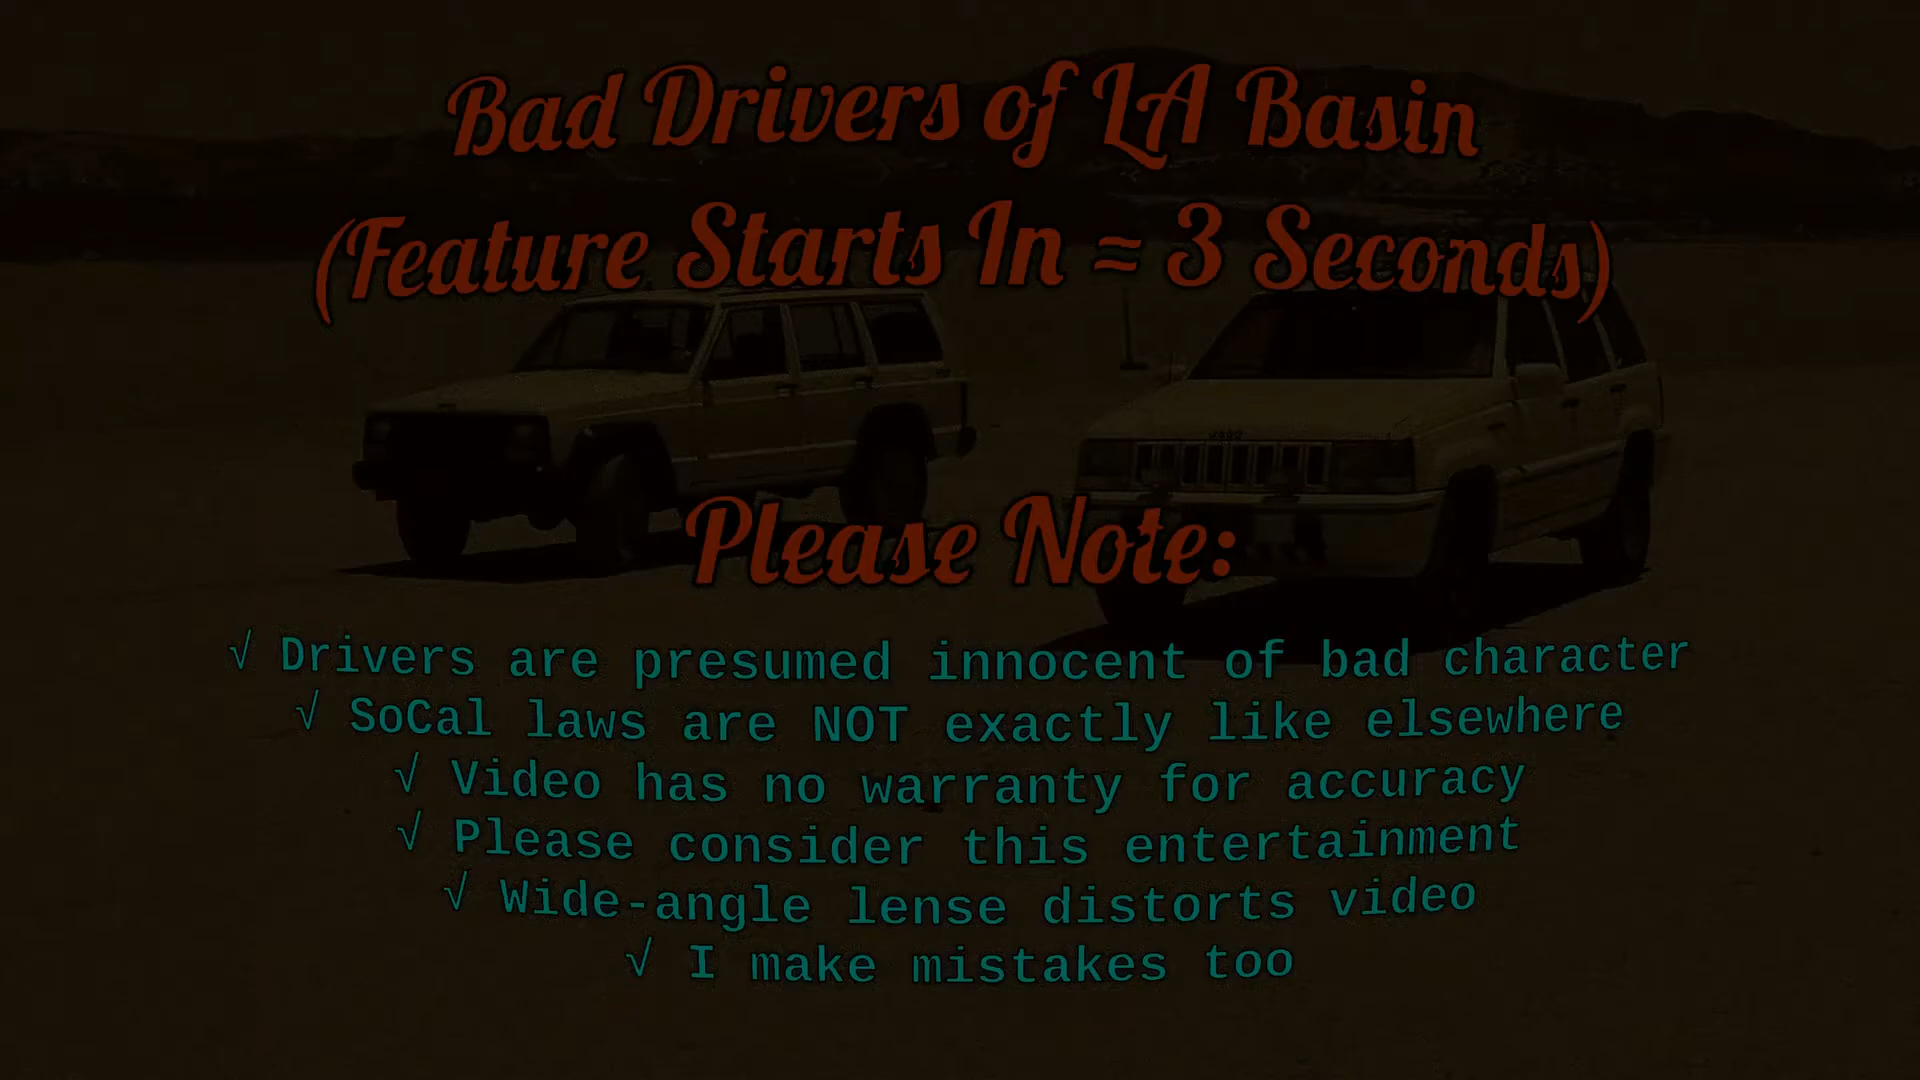 Bad Drivers of LA Basin
(Feature Starts In ≈ 3 Seconds)
Please Note:
√ Drivers are presumed innocent of bad character
√ SoCal laws are NOT exactly like elsewhere
√ Video has no warranty for accuracy
√ Please consider this entertainment
√ Wide-angle lense distorts video
√ I make mistakes too